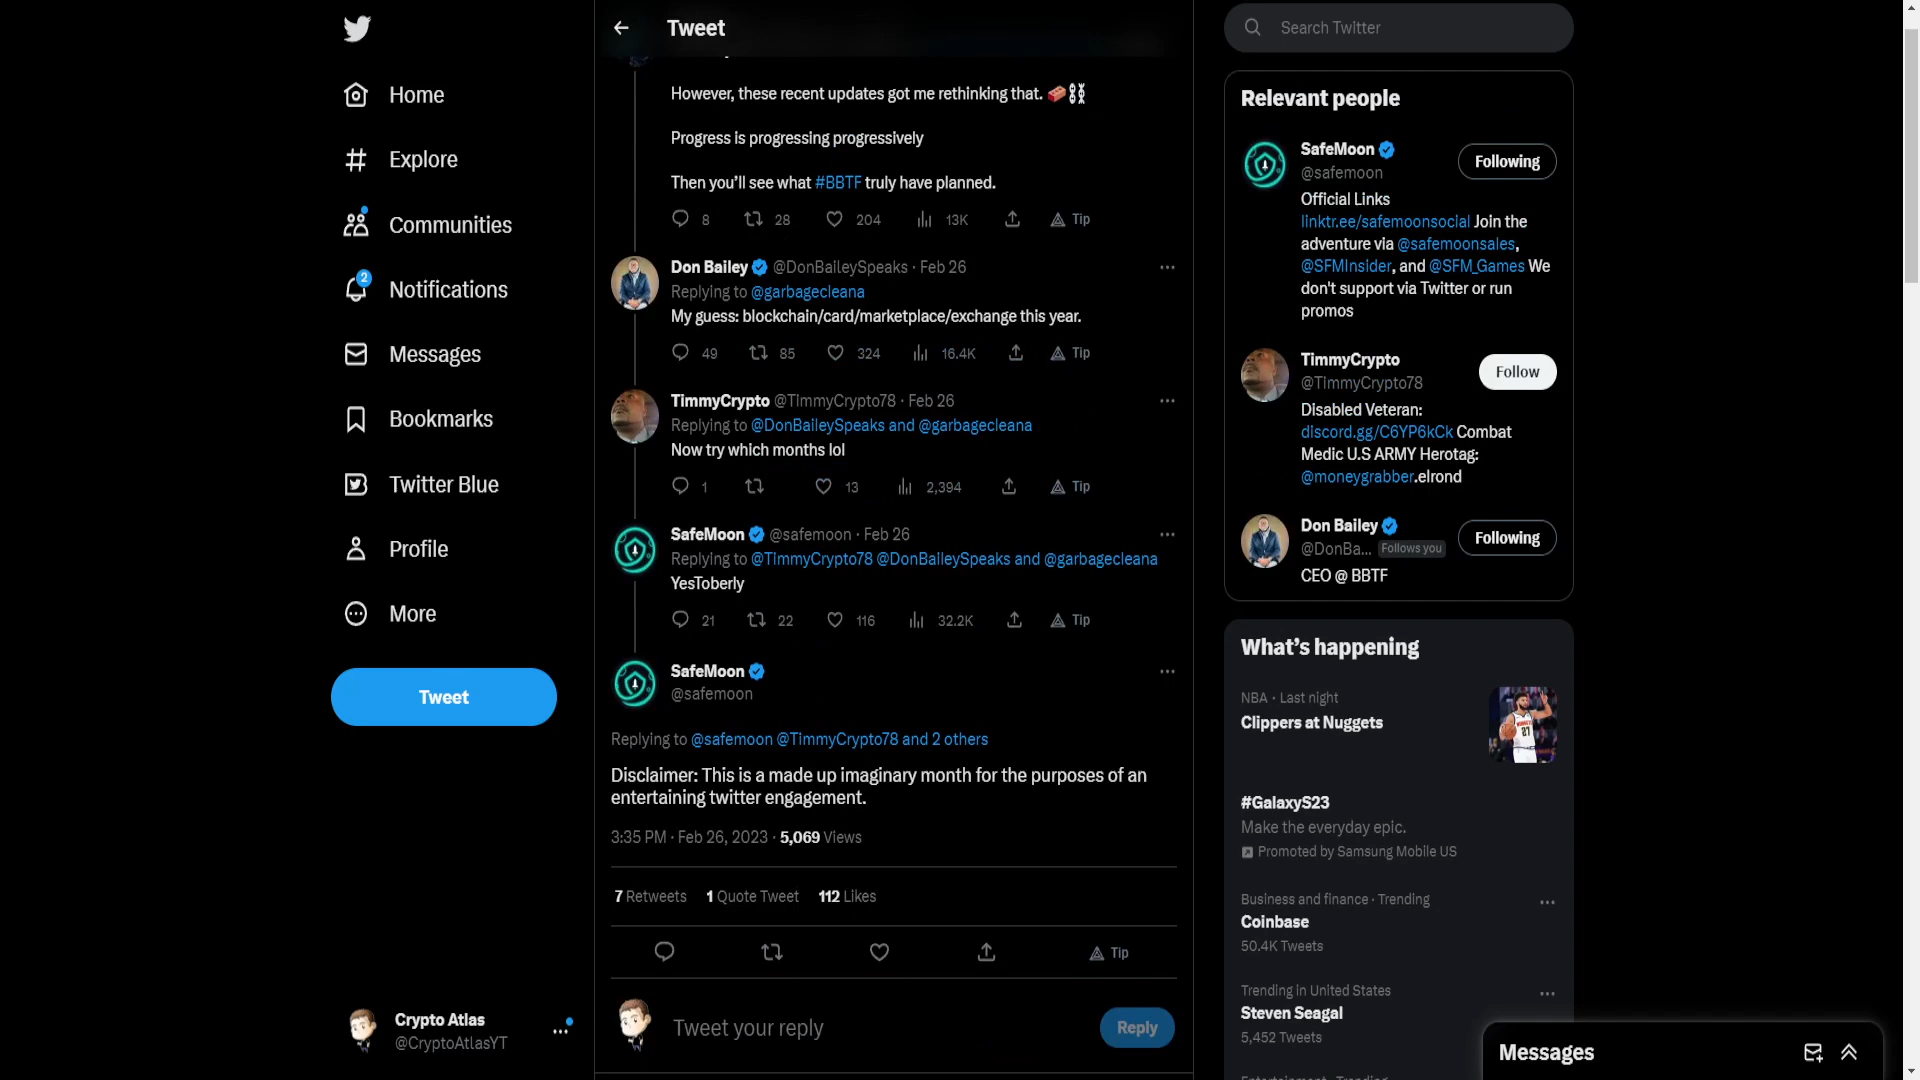 Home
Explore
Communities
2
Notifications
Messages
Bookmarks
Twitter Blue
Profile
More
Tweet
Crypto Atlas
@CryptoAtlasYT
Tweet
However, these recent updates got me rethinking that. 🧱⛓
Progress is progressing progressively
Then you’ll see what #BBTF truly have planned.
8 28 204 13K Tip
Don Bailey @DonBaileySpeaks · Feb 26
Replying to @garbagecleana
My guess: blockchain/card/marketplace/exchange this year.
49 85 324 16.4K Tip
TimmyCrypto @TImmyCrypto78 · Feb 26
Replying to @DonBaileySpeaks and @garbagecleana
Now try which months lol
1 13 2,394 Tip
SafeMoon @safemoon · Feb 26
Replying to @TImmyCrypto78 @DonBaileySpeaks and @garbagecleana
YesToberly
21 22 116 32.2K Tip
SafeMoon
@safemoon
Replying to @safemoon @TImmyCrypto78 and 2 others
Disclaimer: This is a made up imaginary month for the purposes of an
entertaining twitter engagement.
3:35 PM · Feb 26, 2023 · 5,069 Views
7 Retweets 1 Quote Tweet 112 Likes
Tip
Tweet your reply
Reply
Search Twitter
Relevant people
SafeMoon
@safemoon
Following
Official Links
linktr.ee/safemoonsocial Join the
adventure via @safemoonsales,
@SFMInsider, and @SFM_Games We
don't support via Twitter or run
promos
TimmyCrypto
@TImmyCrypto78
Follow
Disabled Veteran:
discord.gg/C6YP6kCk Combat
Medic U.S ARMY Herotag:
@moneygrabber.elrond
Don Bailey
@DonBa... Follows you
Following
CEO @ BBTF
What’s happening
NBA · Last night
Clippers at Nuggets
#GalaxyS23
Make the everyday epic.
Promoted by Samsung Mobile US
Business and finance · Trending
Coinbase
50.4K Tweets
Trending in United States
Steven Seagal
5,452 Tweets
Messages